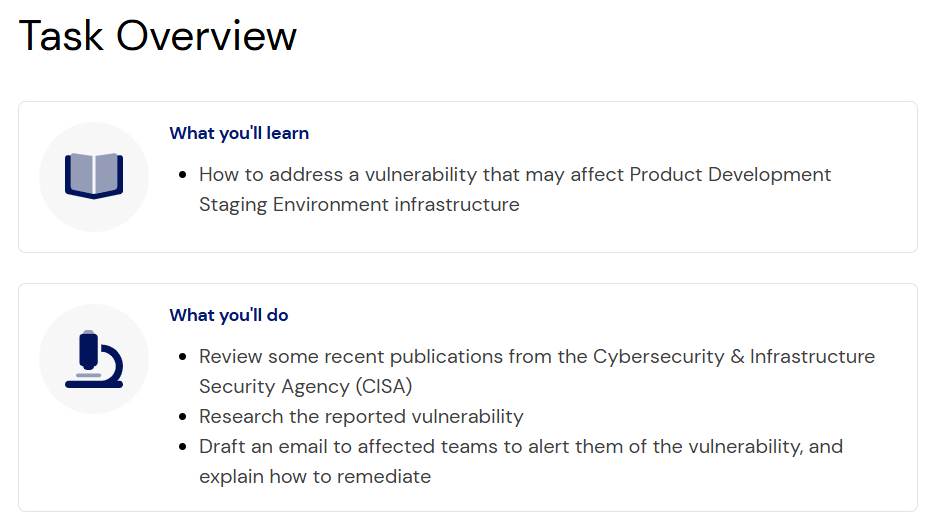 Task Overview
What you'll learn
• How to address a vulnerability that may affect Product Development
Staging Environment infrastructure
What you'll do
• Review some recent publications from the Cybersecurity & Infrastructure
Security Agency (CISA)
• Research the reported vulnerability
• Draft an email to affected teams to alert them of the vulnerability, and
explain how to remediate